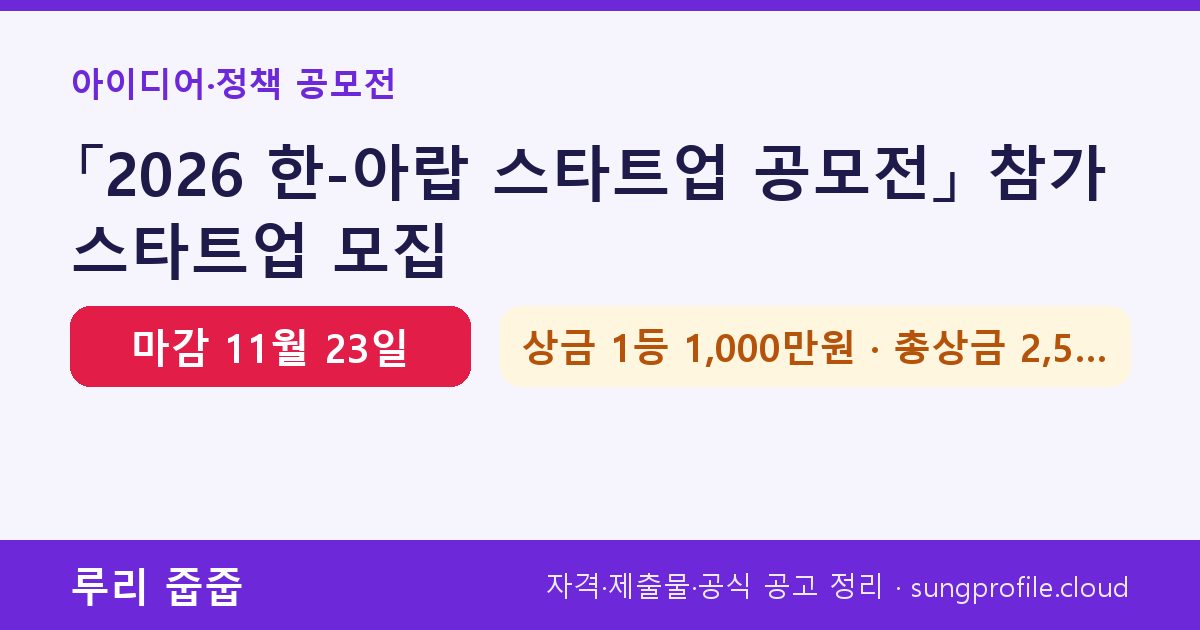 아이디어·정책 공모전
「2026 한-아랍 스타트업 공모전」 참가
스타트업 모집
마감 11월 23일
상금 1등 1,000만원 · 총상금 2,5...
루리 줍줍
자격·제출물·공식 공고 정리 · sungprofile.cloud